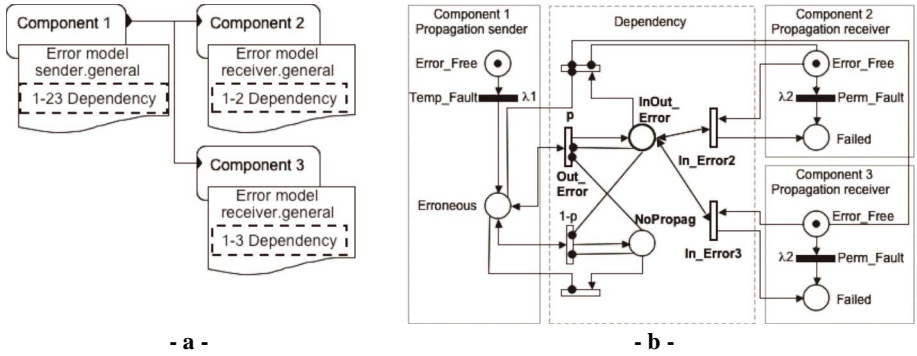 Component 1
Component 2
Error model
sender.general
1-23 Dependency
Error model
receiver.general
1-2 Dependency
Component 3
Error model
receiver.general
1-3 Dependency
- a -
Component 1
Propagation sender
Error_Free
Temp_Fault
λ1
Erroneous
Dependency
p
InOut_
Error
Out_
Error
1-p
NoPropag
In_Error2
In_Error3
Component 2
Propagation receiver
Error_Free
λ2
Perm_Fault
Failed
Component 3
Propagation receiver
Error_Free
λ2
Perm_Fault
Failed
- b -